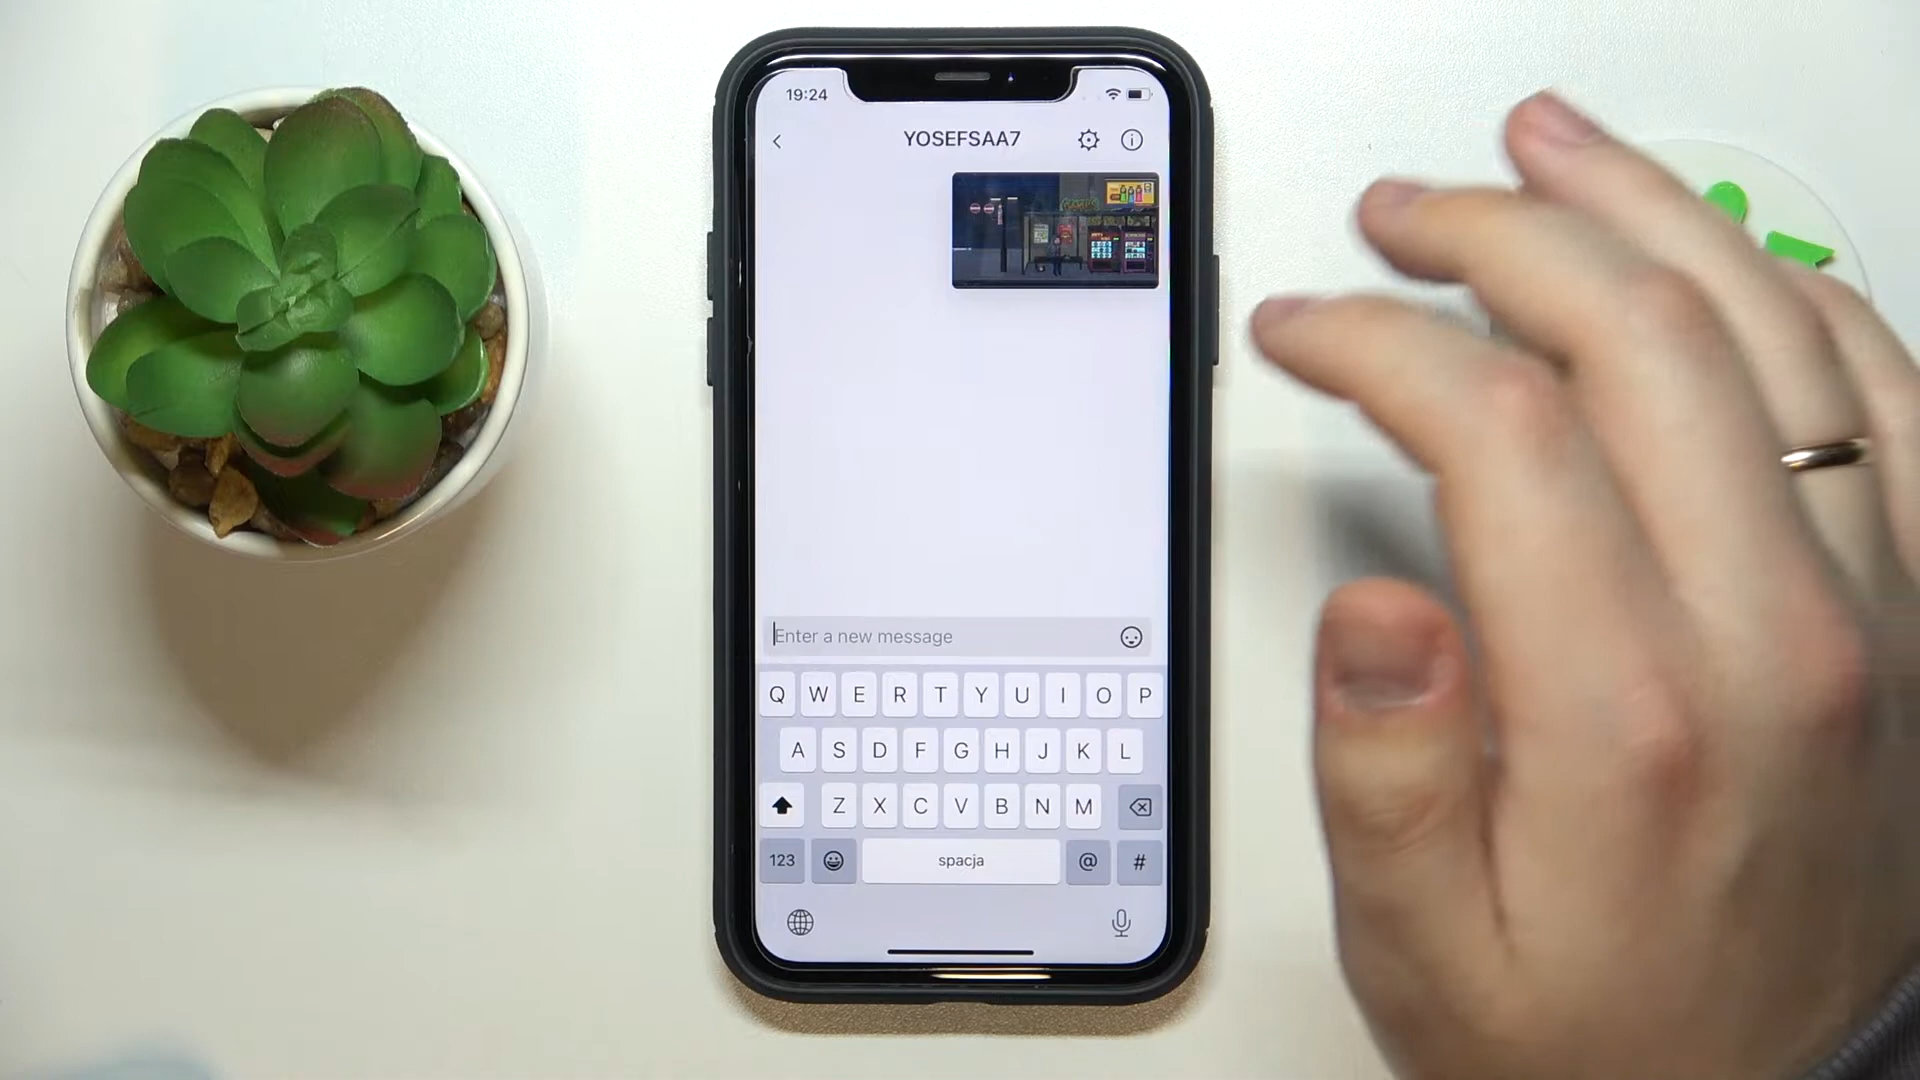 19:24
YOSEFSAA7
Enter a new message
Q W E R T Y U I O P
A S D F G H J K L
Z X C V B N M
123 spacja @ #